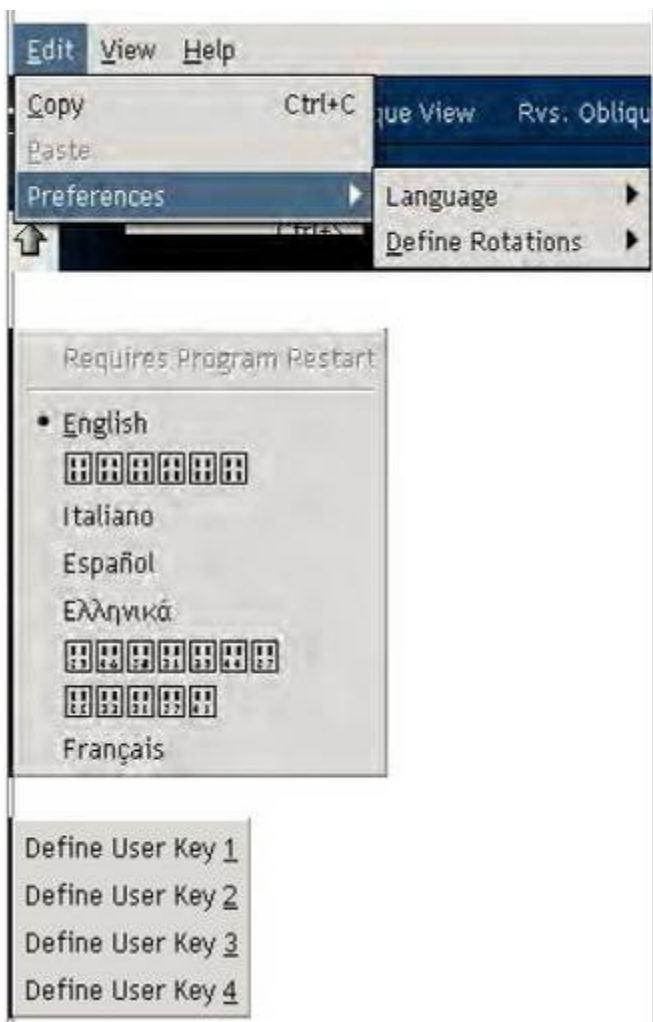 Edit View Help
Copy Ctrl+C
Paste
que View Rvs. Obliqu
Preferences
Language
Define Rotations
Requires Program Restart
English
Italiano
Español
Ελληνικά
Français
Define User Key 1
Define User Key 2
Define User Key 3
Define User Key 4